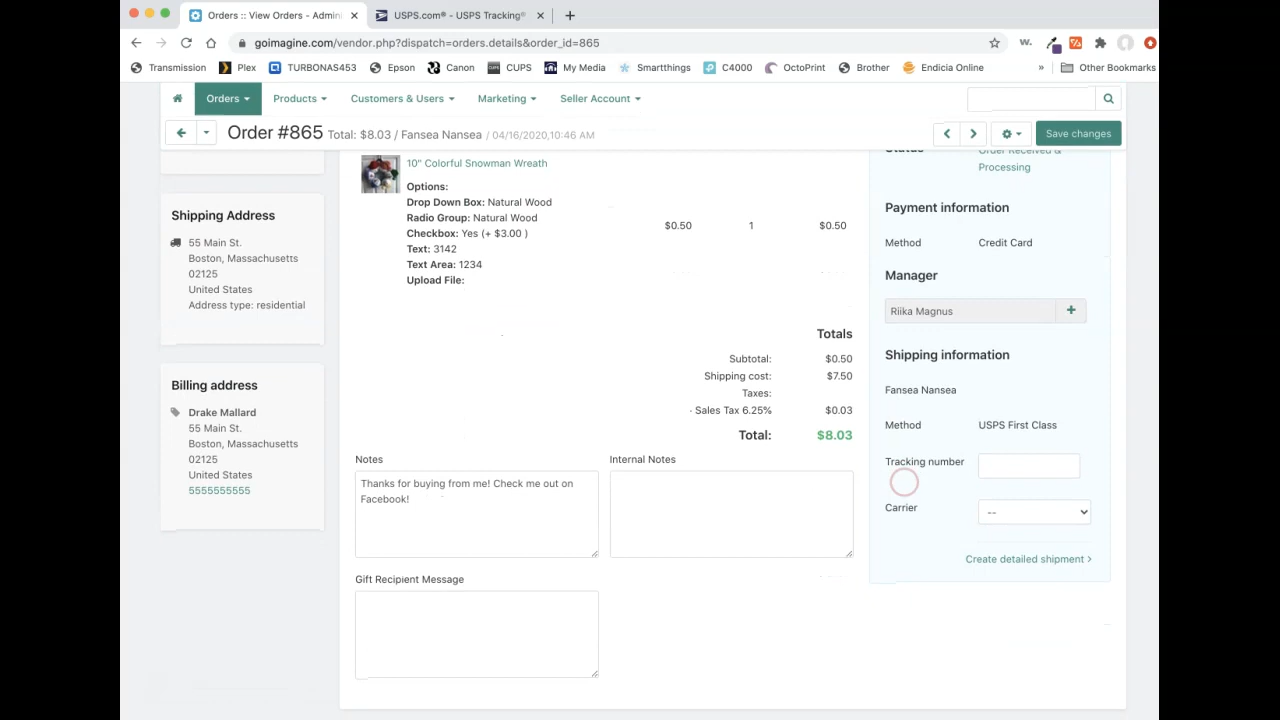 Orders :: View Orders - Admin
USPS.com® - USPS Tracking®
goimagine.com/vendor.php?dispatch=orders.details&order_id=865
W.
Transmission
Plex
TURBONAS453
Epson
Canon
CUPS
My Media
Smartthings
C4000
OctoPrint
Brother
Endicia Online
»
Other Bookmarks
Orders
Products
Customers & Users
Marketing
Seller Account
Order #865 Total: $8.03 / Fansea Nansea / 04/16/2020,10:46 AM
Save changes
Shipping Address
55 Main St.
Boston, Massachusetts
02125
United States
Address type: residential
Billing address
Drake Mallard
55 Main St.
Boston, Massachusetts
02125
United States
5555555555
10" Colorful Snowman Wreath
Options:
Drop Down Box: Natural Wood
Radio Group: Natural Wood
Checkbox: Yes (+ $3.00 )
Text: 3142
Text Area: 1234
Upload File:
$0.50 1 $0.50
Totals
Subtotal: $0.50
Shipping cost: $7.50
Taxes:
· Sales Tax 6.25% $0.03
Total: $8.03
Notes
Thanks for buying from me! Check me out on
Facebook!
Internal Notes
Gift Recipient Message
Status
Order Received &
Processing
Payment information
Method Credit Card
Manager
Riika Magnus
Shipping information
Fansea Nansea
Method USPS First Class
Tracking number
Carrier --
Create detailed shipment >